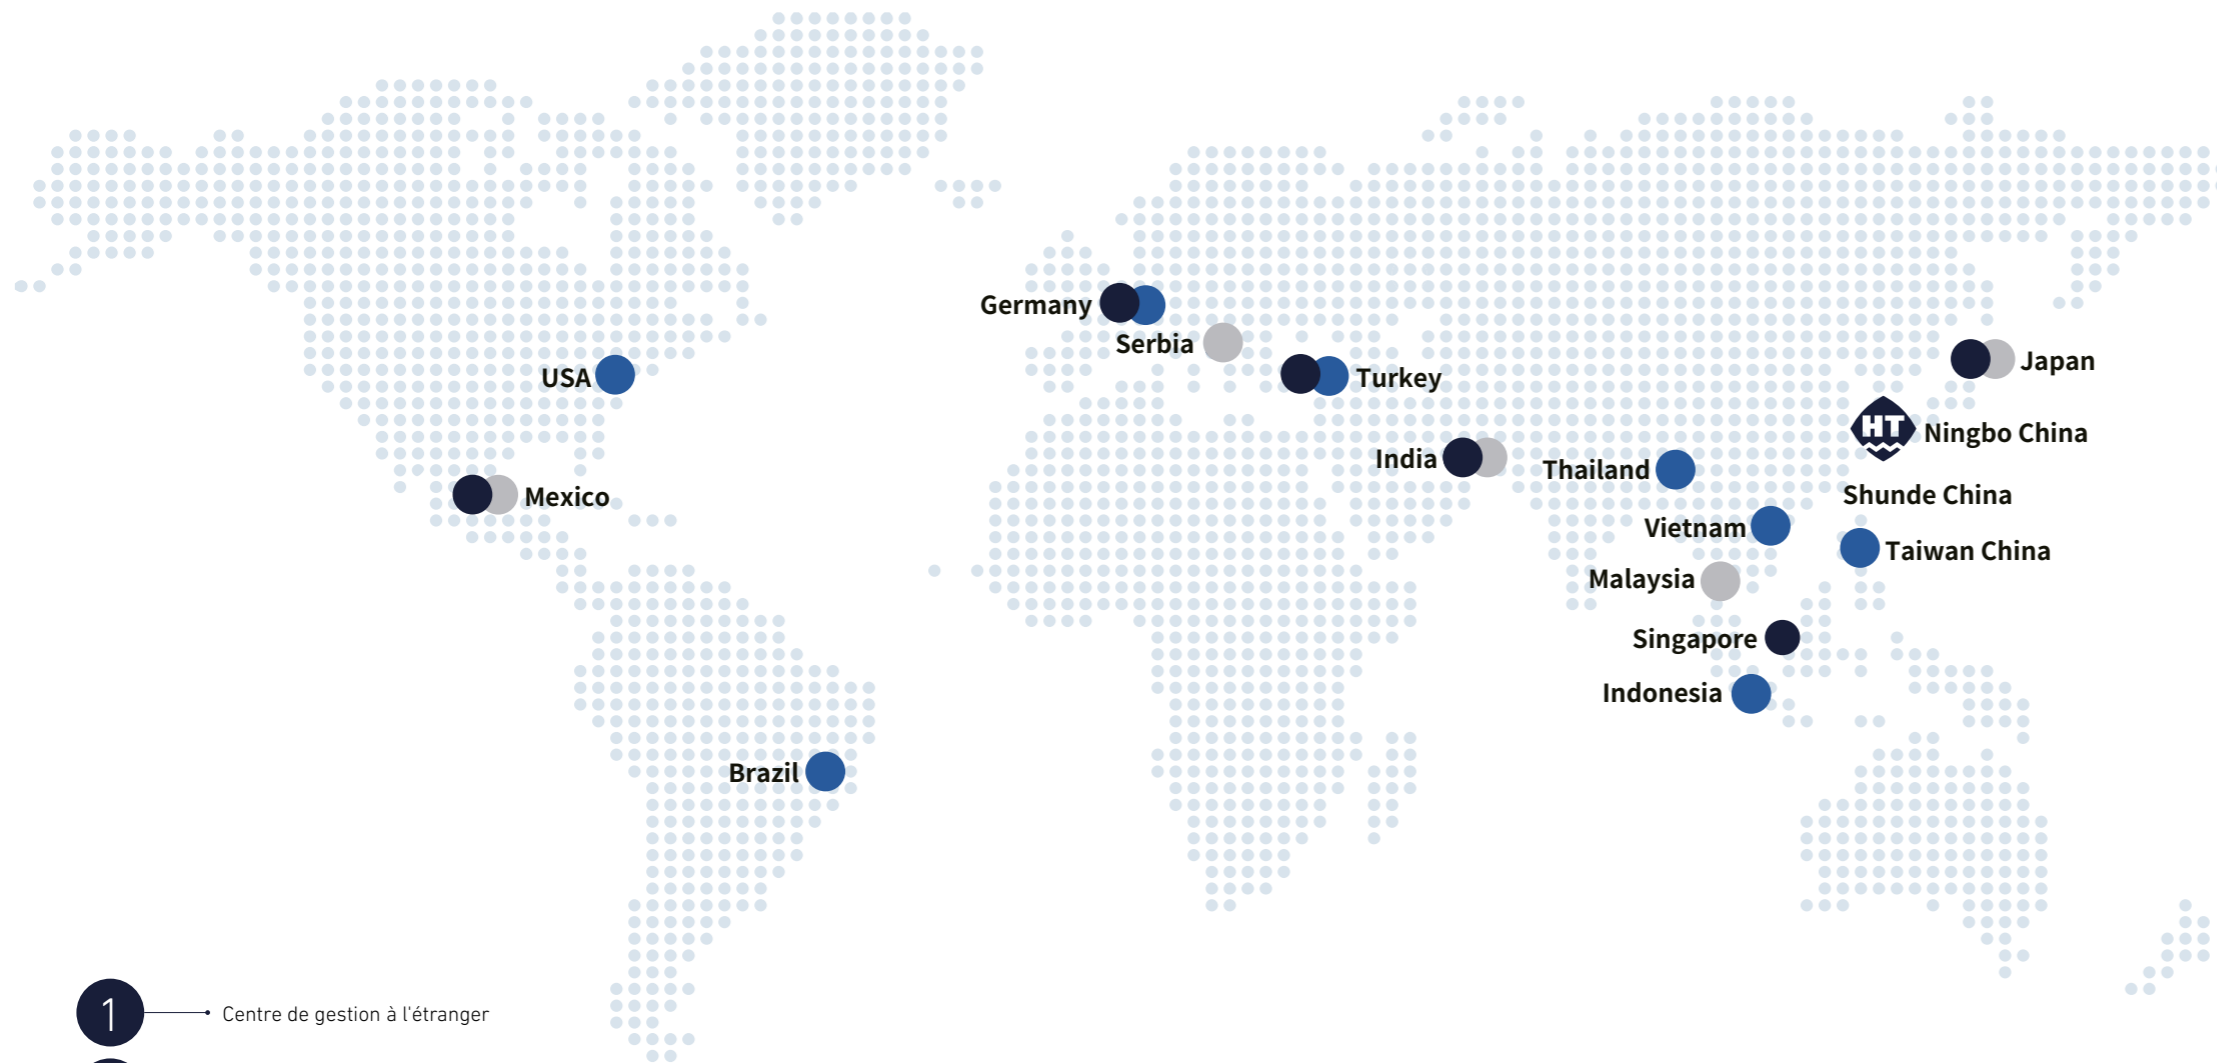 Germany
Serbia
USA
Turkey
Japan
HT
Ningbo China
India
Thailand
Mexico
Shunde China
Vietnam
Taiwan China
Malaysia
Singapore
Indonesia
Brazil
1 Centre de gestion à l'étranger